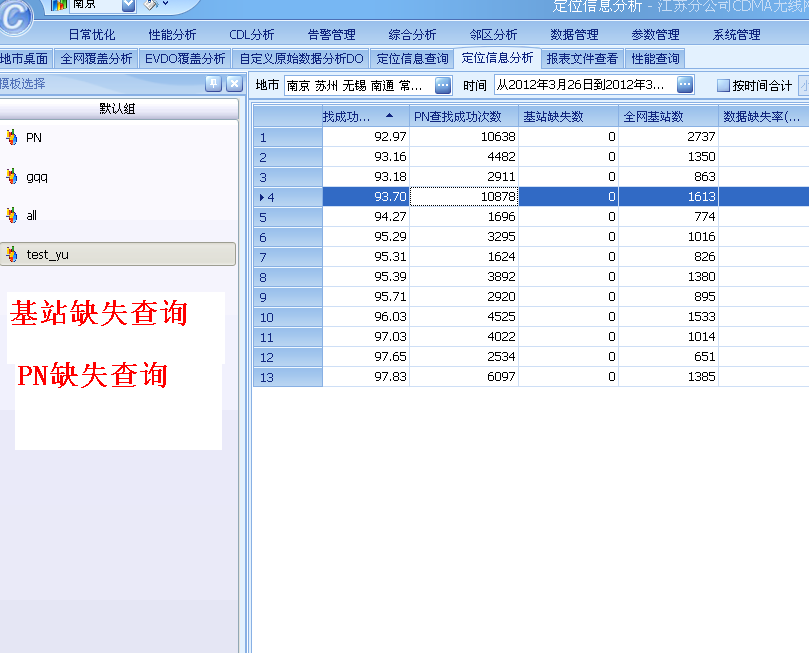 南京 定位信息分析 - 江苏分公司CDMA无线网
日常优化 性能分析 CDL分析 告警管理 综合分析 邻区分析 数据管理 参数管理 系统管理
地市桌面 全网覆盖分析 EVDO覆盖分析 自定义原始数据分析DO 定位信息查询 定位信息分析 报表文件查看 性能查询
模板选择
地市 南京 苏州 无锡 南通 常... 时间 从2012年3月26日到2012年3... 按时间合计
默认组
PN
gqq
all
test_yu
基站缺失查询
PN缺失查询
找成功... PN查找成功次数 基站缺失数 全网基站数 数据缺失率(...
1 92.97 10638 0 2737
2 93.16 4482 0 1350
3 93.18 2911 0 863
4 93.70 10878 0 1613
5 94.27 1696 0 774
6 95.29 3295 0 1016
7 95.31 1624 0 826
8 95.39 3892 0 1380
9 95.71 2920 0 895
10 96.03 4525 0 1533
11 97.03 4022 0 1014
12 97.65 2534 0 651
13 97.83 6097 0 1385